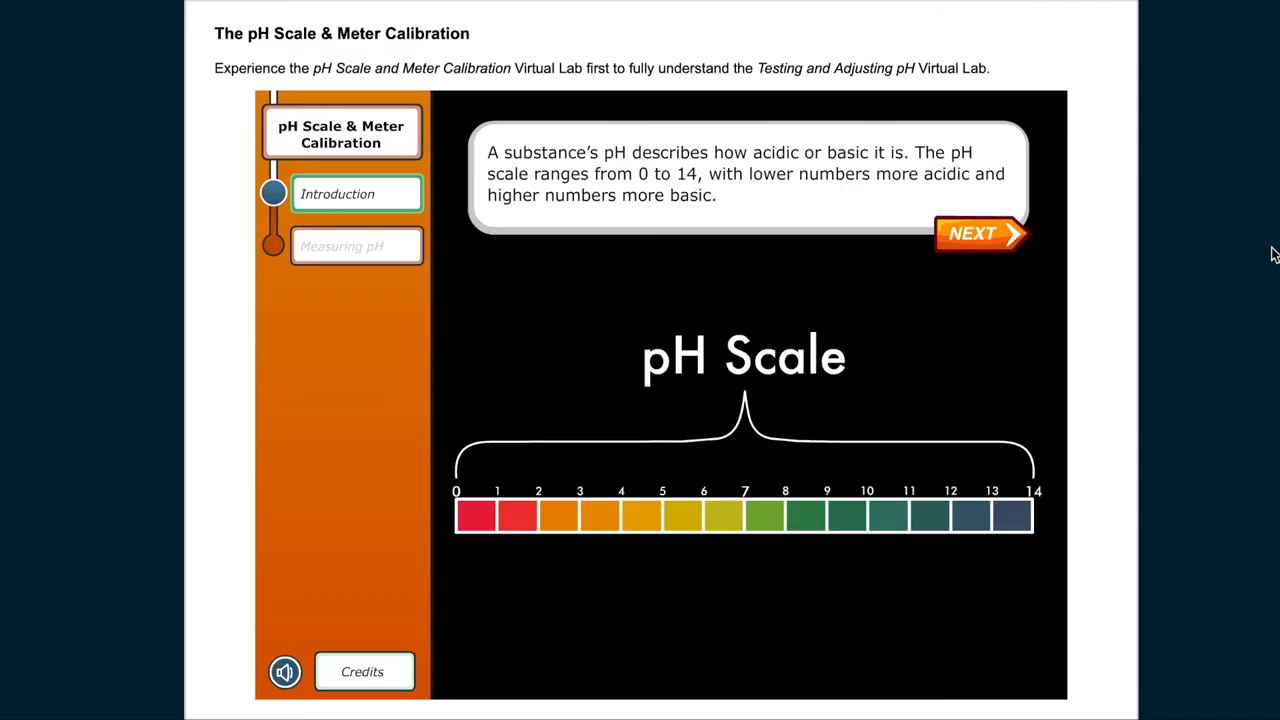 The pH Scale & Meter Calibration
Experience the pH Scale and Meter Calibration Virtual Lab first to fully understand the Testing and Adjusting pH Virtual Lab.
pH Scale & Meter
Calibration
Introduction
Measuring pH
A substance’s pH describes how acidic or basic it is. The pH
scale ranges from 0 to 14, with lower numbers more acidic and
higher numbers more basic.
NEXT
pH Scale
0 1 2 3 4 5 6 7 8 9 10 11 12 13 14
Credits